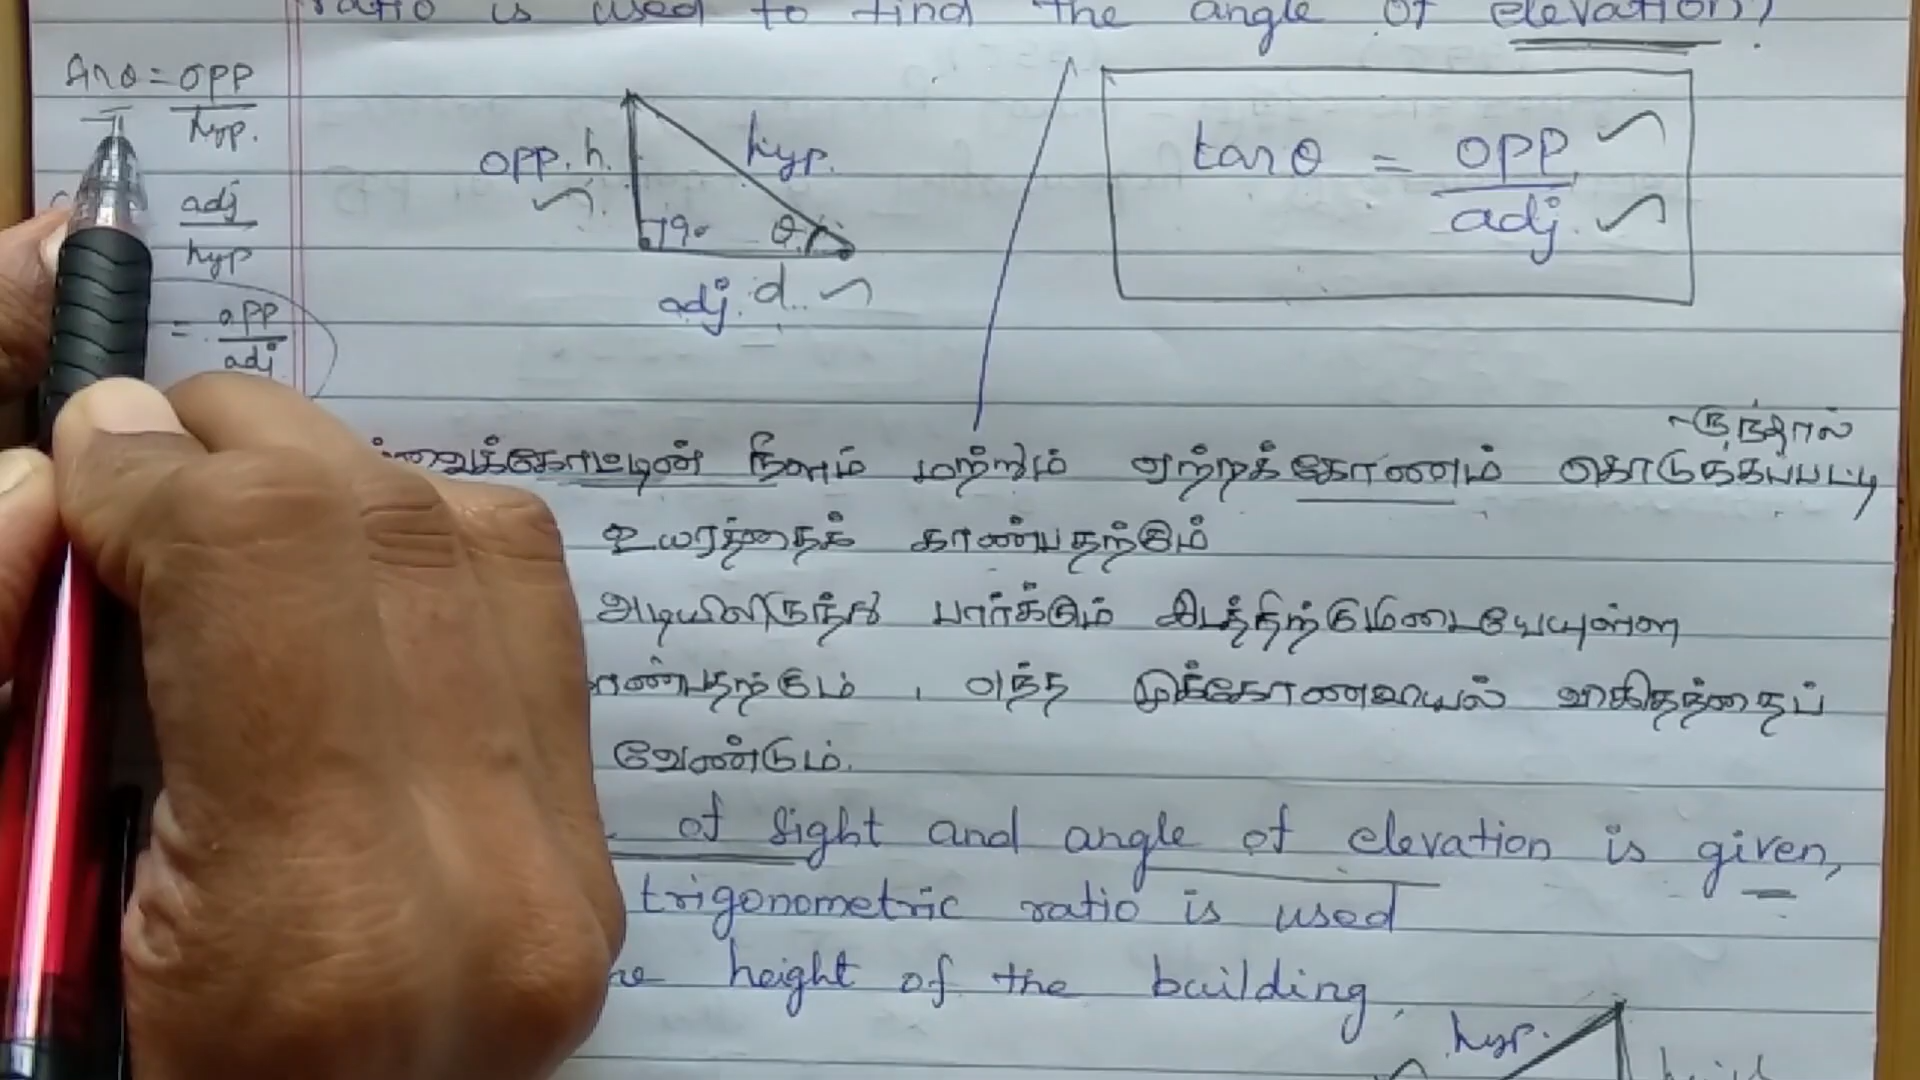 ratio is used to find the angle of elevation?
sin θ = opp
hyp.
adj
hyp
= opp
adj
opp. h.
hyp.
90
θ
adj. d.
tan θ = opp
adj.
ருந்தால்
நீளம் மற்றும் ஏற்றக்கோணம் கொடுக்கப்பட்டி
உயரத்தைக் காண்பதற்கும்
அடியிலிருந்து பார்க்கும் இடத்திற்குமிடையேயுள்ள
காண்பதற்கும், எந்த முக்கோணவியல் விகிதத்தைப்
வேண்டும்.
of sight and angle of elevation is given,
trigonometric ratio is used
height of the building,
hyp.